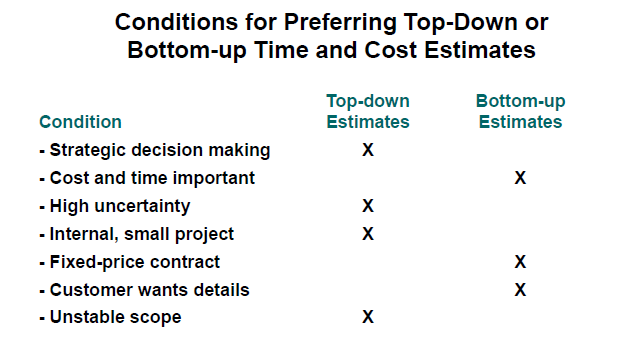 Conditions for Preferring Top-Down or
Bottom-up Time and Cost Estimates
Top-down Bottom-up
Condition Estimates Estimates
- Strategic decision making X
- Cost and time important X
- High uncertainty X
- Internal, small project X
- Fixed-price contract X
- Customer wants details X
- Unstable scope X